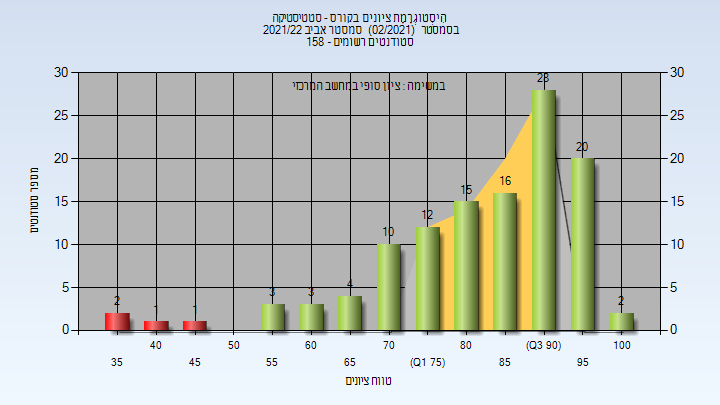 היסטוגרמת ציונים בקורס - סטטיסטיקה
בסמסטר (02/2021) סמסטר אביב 2021/22
סטודנטים רשומים - 158
במשימה : ציון סופי במחשב המרכזי
מספר סטודנטים
30 25 20 15 10 5 0
30 25 20 15 10 5 0
2 1 1 3 3 4 10 12 15 16 28 20 2
40 50 60 70 80 (Q3 90) 100
35 45 55 65 (Q1 75) 85 95
טווח ציונים